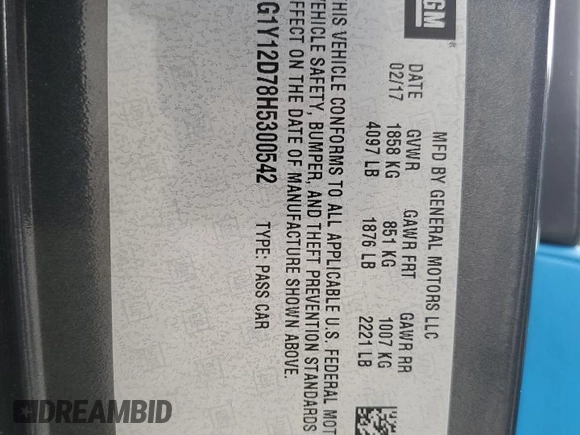 GM®
MFD BY GENERAL MOTORS LLC
DATE GVWR GAWR FRT GAWR RR
02/17 1858 KG 851 KG 1007 KG
4097 LB 1876 LB 2221 LB
THIS VEHICLE CONFORMS TO ALL APPLICABLE U.S. FEDERAL MOT
VEHICLE SAFETY, BUMPER, AND THEFT PREVENTION STANDARDS
EFFECT ON THE DATE OF MANUFACTURE SHOWN ABOVE.
G1Y12D78H5300542 TYPE: PASS CAR
DREAMBID